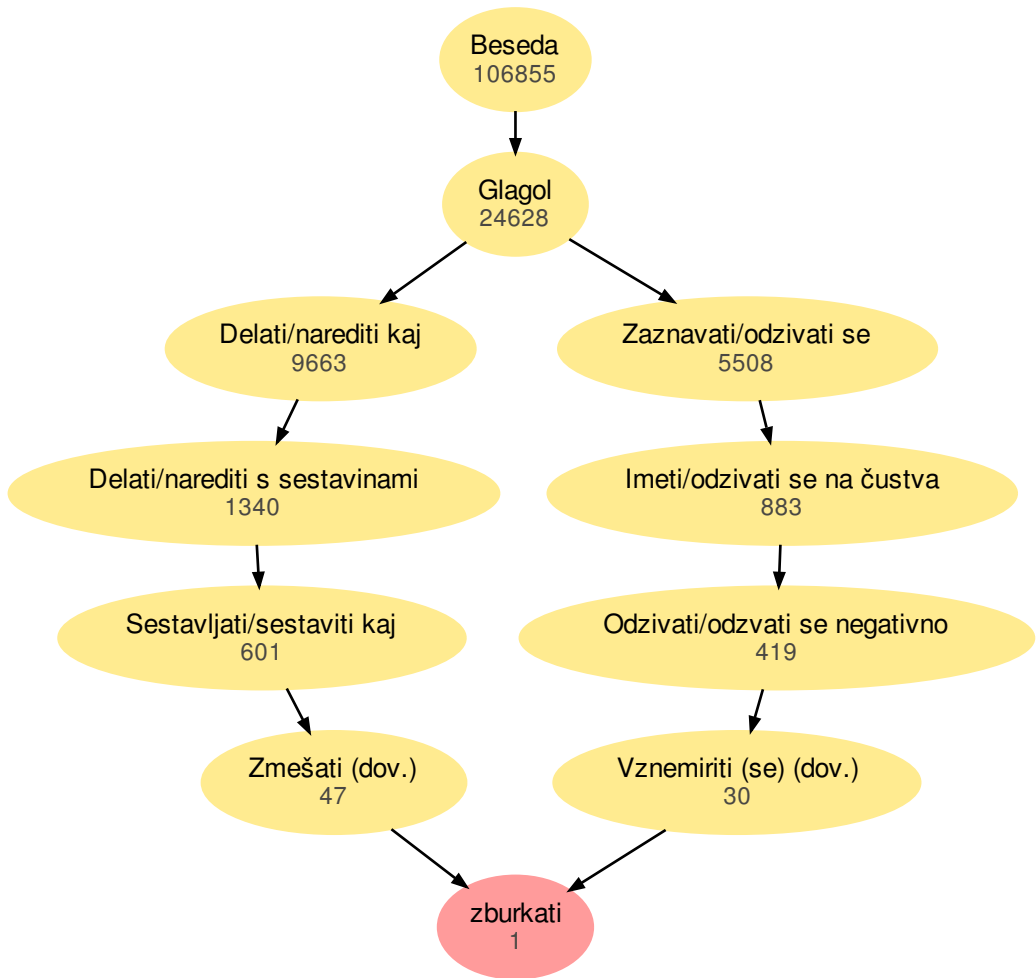 Beseda
106855
Glagol
24628
Delati/narediti kaj
9663
Zaznavati/odzivati se
5508
Delati/narediti s sestavinami
1340
Imeti/odzivati se na čustva
883
Sestavljati/sestaviti kaj
601
Odzivati/odzvati se negativno
419
Zmešati (dov.)
47
Vznemiriti (se) (dov.)
30
zburkati
1